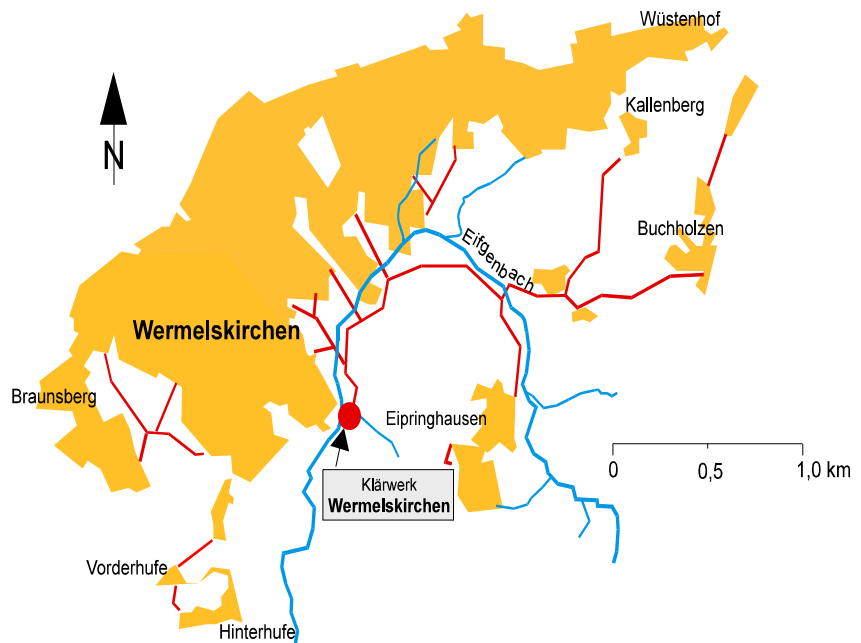 Wüstenhof
Kallenberg
N
Buchholzen
Eifgenbach
Wermelskirchen
Braunsberg
Eipringhausen
0
0,5
1,0 km
Klärwerk
Wermelskirchen
Vorderhufe
Hinterhufe